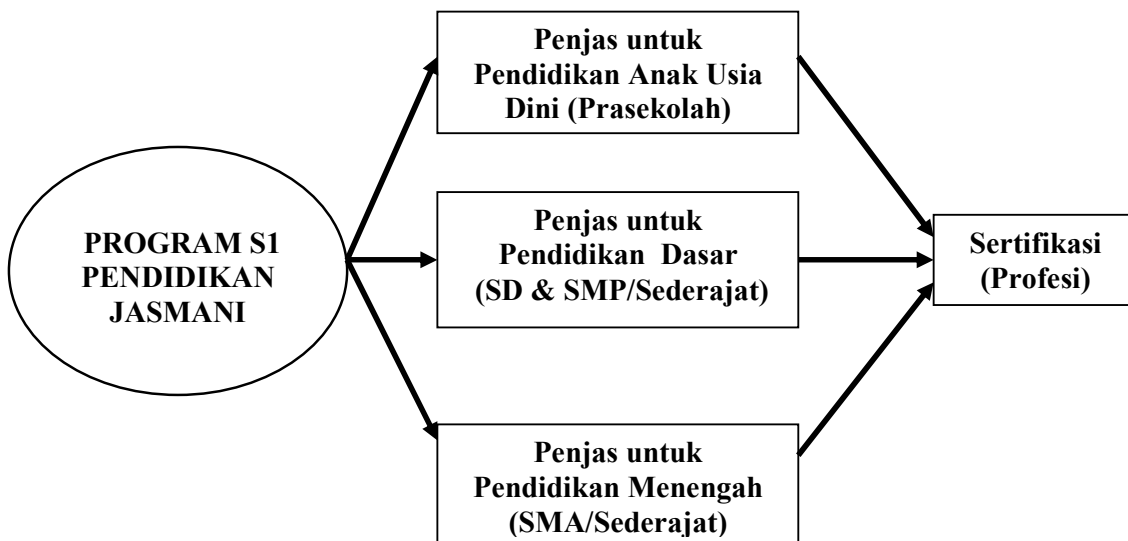 PROGRAM S1
PENDIDIKAN
JASMANI
Penjas untuk
Pendidikan Anak Usia
Dini (Prasekolah)
Penjas untuk
Pendidikan Dasar
(SD & SMP/Sederajat)
Penjas untuk
Pendidikan Menengah
(SMA/Sederajat)
Sertifikasi
(Profesi)